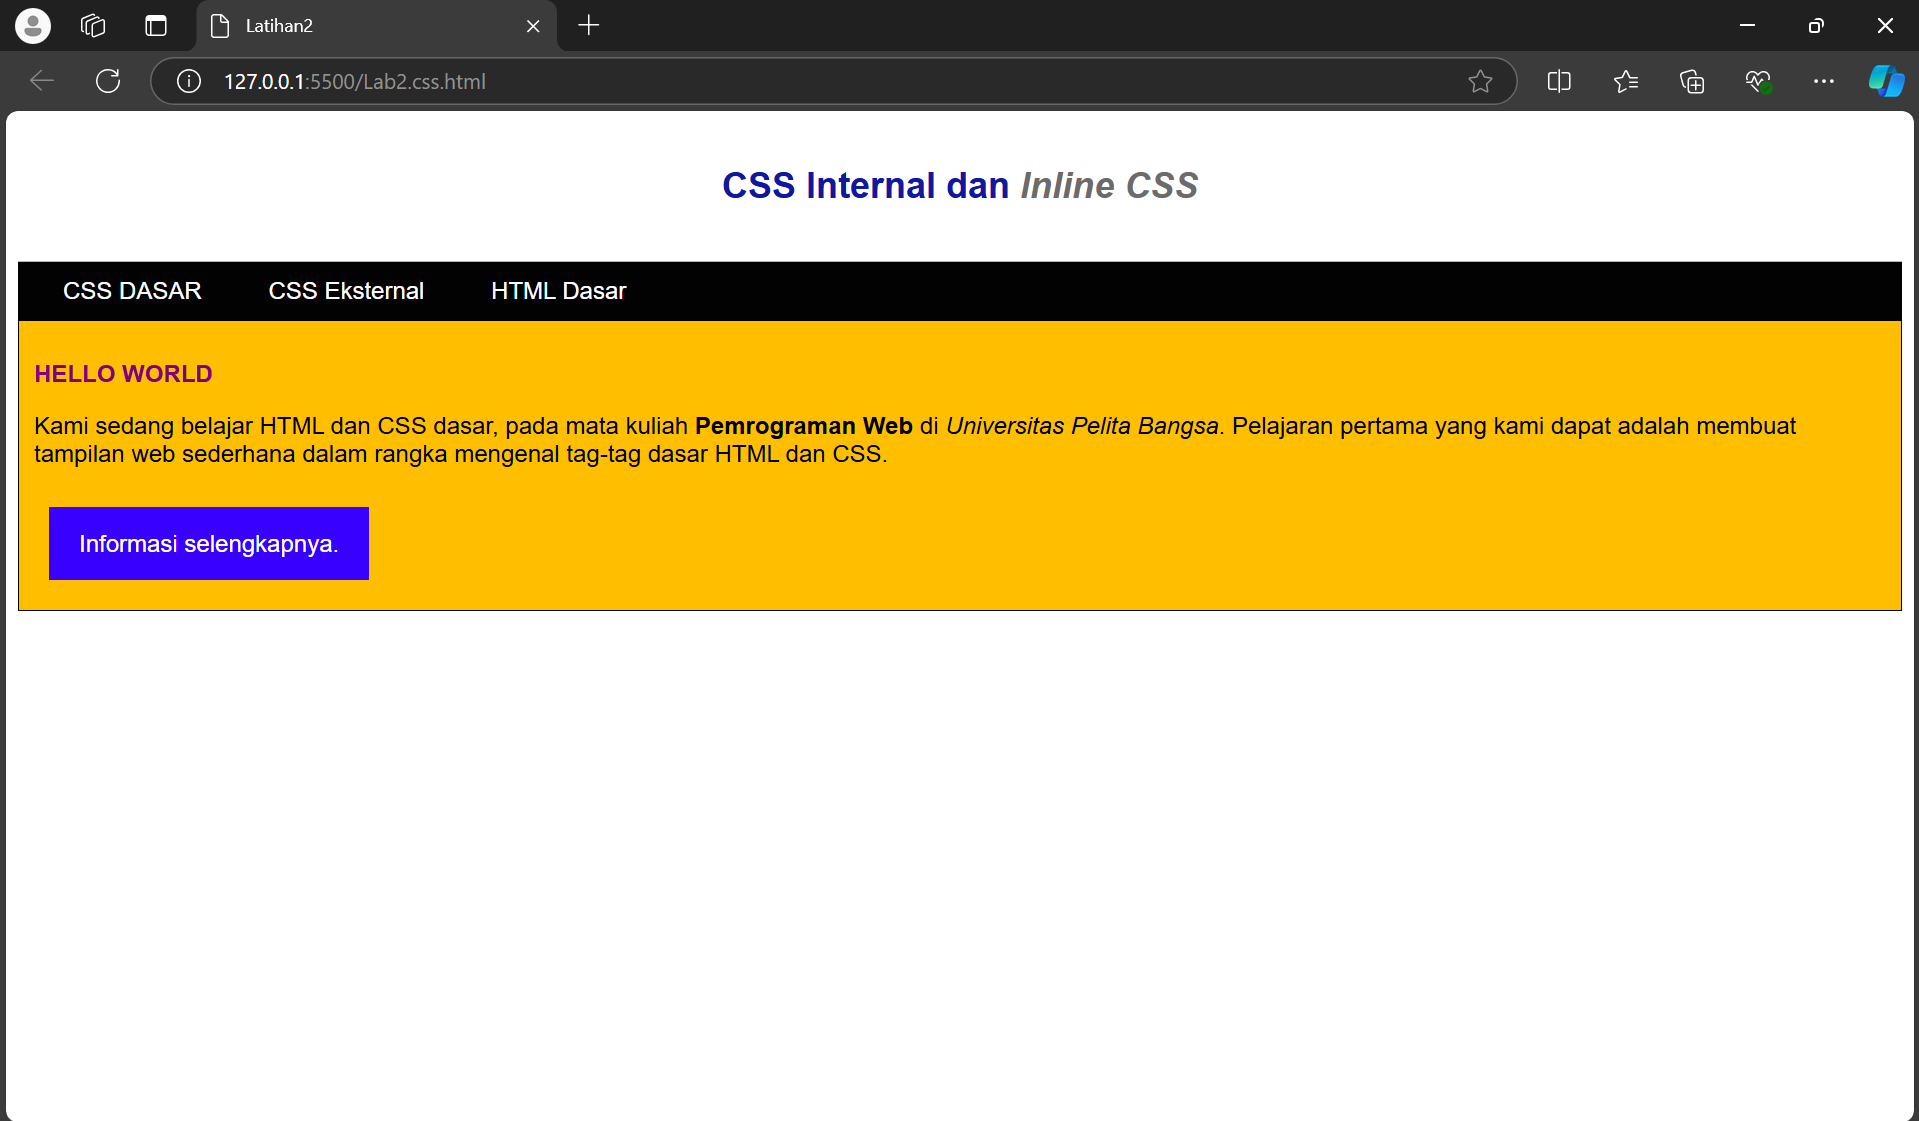 Latihan2
127.0.0.1:5500/Lab2.css.html
CSS Internal dan Inline CSS
CSS DASAR CSS Eksternal HTML Dasar
HELLO WORLD
Kami sedang belajar HTML dan CSS dasar, pada mata kuliah Pemrograman Web di Universitas Pelita Bangsa. Pelajaran pertama yang kami dapat adalah membuat
tampilan web sederhana dalam rangka mengenal tag-tag dasar HTML dan CSS.
Informasi selengkapnya.